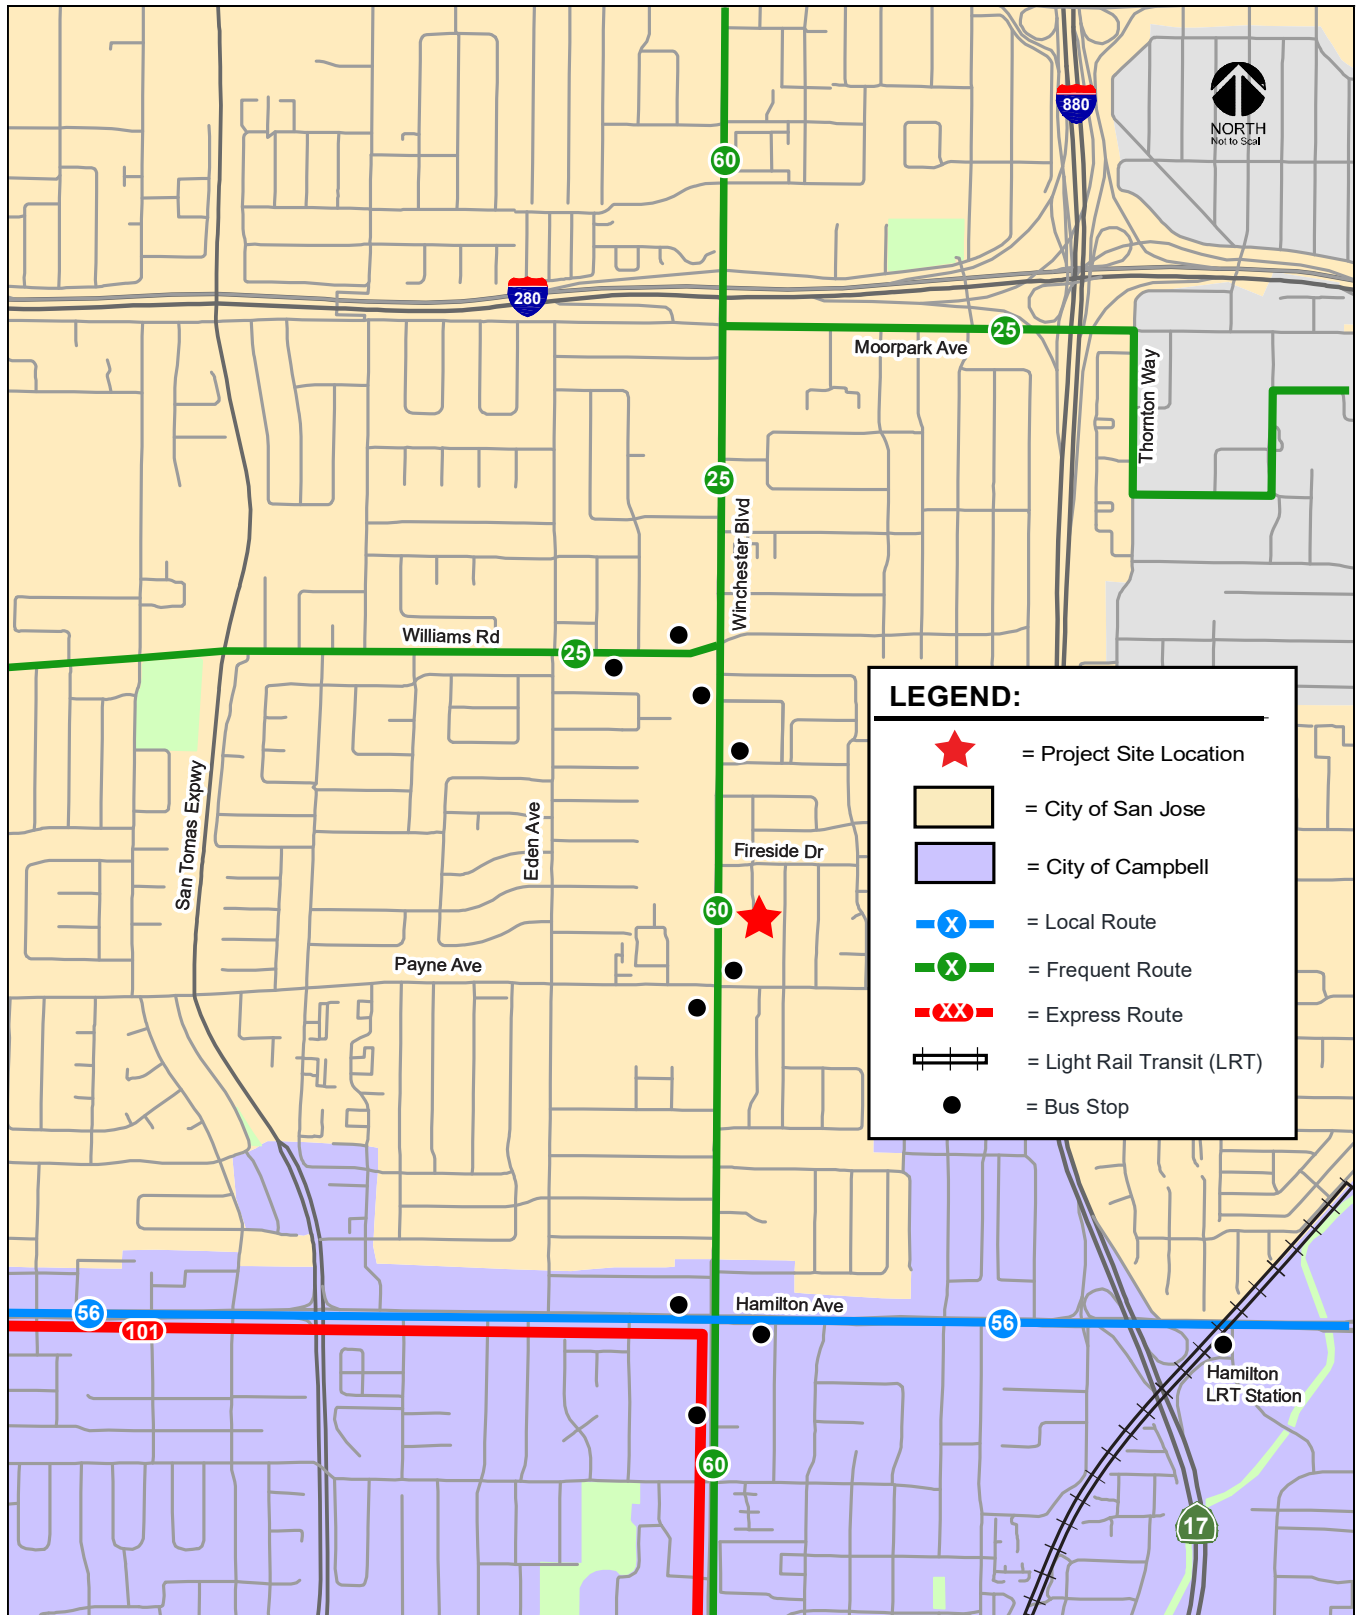 880
NORTH
Not to Scal
60
280
25
Moorpark Ave
Thornton Way
25
Winchester Blvd
Williams Rd
25
San Tomas Expwy
Eden Ave
Fireside Dr
60
Payne Ave
LEGEND:
= Project Site Location
= City of San Jose
= City of Campbell
X = Local Route
X = Frequent Route
XX = Express Route
= Light Rail Transit (LRT)
= Bus Stop
56
101
Hamilton Ave
56
Hamilton
LRT Station
60
17